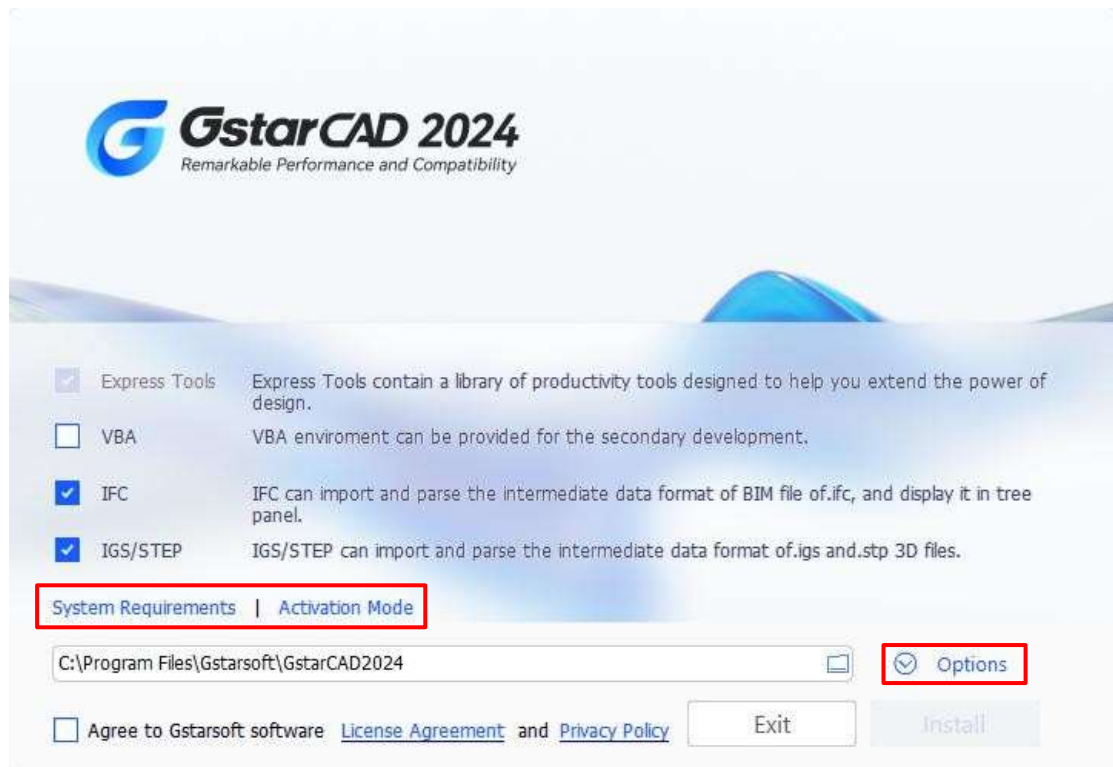 GstarCAD 2024
Remarkable Performance and Compatibility
Express Tools Express Tools contain a library of productivity tools designed to help you extend the power of
design.
VBA VBA enviroment can be provided for the secondary development.
IFC IFC can import and parse the intermediate data format of BIM file of.ifc, and display it in tree
panel.
IGS/STEP IGS/STEP can import and parse the intermediate data format of.igs and.stp 3D files.
System Requirements | Activation Mode
C:\Program Files\Gstarsoft\GstarCAD2024 Options
Agree to Gstarsoft software License Agreement and Privacy Policy Exit Install